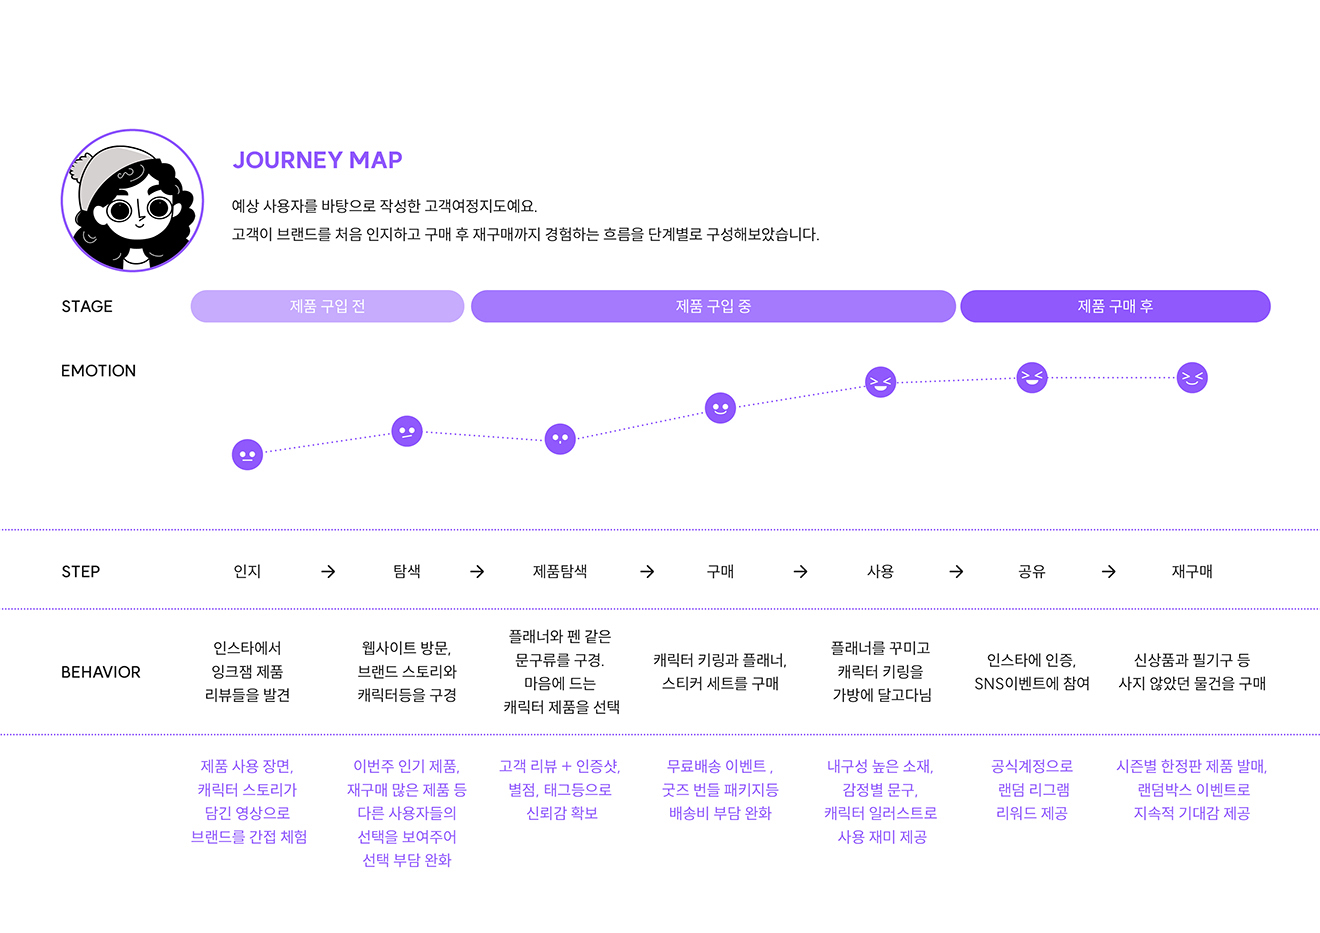 JOURNEY MAP
예상 사용자를 바탕으로 작성한 고객여정지도예요.
고객이 브랜드를 처음 인지하고 구매 후 재구매까지 경험하는 흐름을 단계별로 구성해보았습니다.
STAGE
제품 구입 전
제품 구입 중
제품 구매 후
EMOTION
STEP
인지
→
탐색
→
제품탐색
→
구매
→
사용
→
공유
→
재구매
BEHAVIOR
인스타에서
잉크잼 제품
리뷰들을 발견
웹사이트 방문,
브랜드 스토리와
캐릭터등을 구경
플래너와 펜 같은
문구류를 구경.
마음에 드는
캐릭터 제품을 선택
캐릭터 키링과 플래너,
스티커 세트를 구매
플래너를 꾸미고
캐릭터 키링을
가방에 달고다님
인스타에 인증,
SNS이벤트에 참여
신상품과 필기구 등
사지 않았던 물건을 구매
제품 사용 장면,
캐릭터 스토리가
담긴 영상으로
브랜드를 간접 체험
이번주 인기 제품,
재구매 많은 제품 등
다른 사용자들의
선택을 보여주어
선택 부담 완화
고객 리뷰 + 인증샷,
별점, 태그등으로
신뢰감 확보
무료배송 이벤트 ,
굿즈 번들 패키지등
배송비 부담 완화
내구성 높은 소재,
감정별 문구,
캐릭터 일러스트로
사용 재미 제공
공식계정으로
랜덤 리그램
리워드 제공
시즌별 한정판 제품 발매,
랜덤박스 이벤트로
지속적 기대감 제공